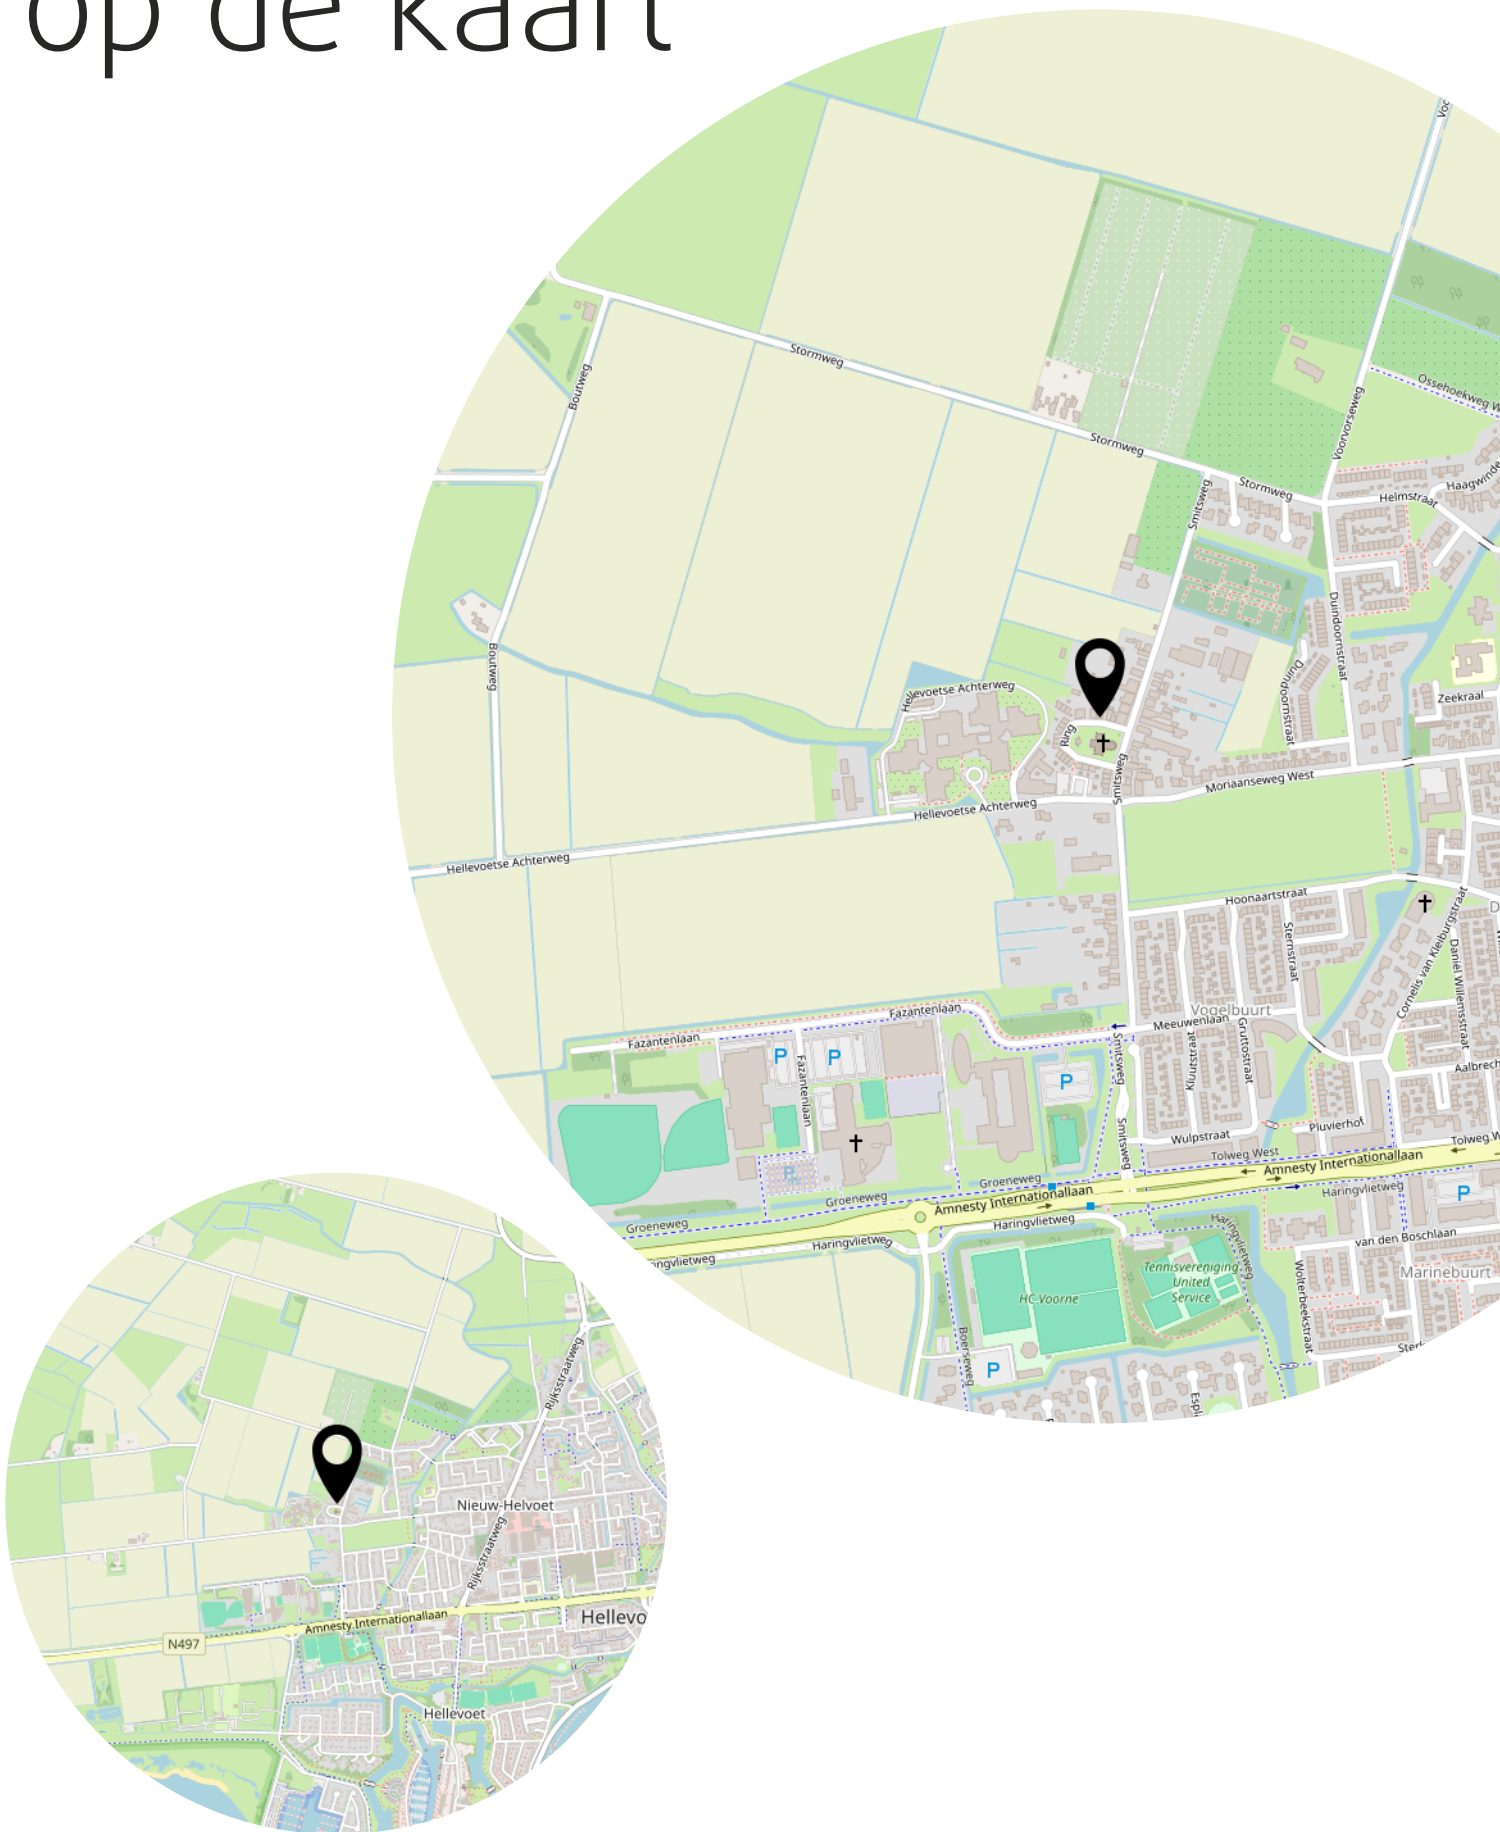 op de kaart
Stormweg
Boutweg
Stormweg
Voorvorseweg
Ossehoekweg
Stormweg
Smitsweg
Helmstraat
Haagwinde
Boutweg
Duindoornstraat
Duindoornstraat
Hellevoetse Achterweg
Ring
Smitsweg
Zeekraal
Moriaanseweg West
Hellevoetse Achterweg
Hellevoetse Achterweg
Hoonaartstraat
Sternstraat
Cornelis van Kleiburgstraat
Daniël Willemsstraat
Vogelbuurt
Fazantenlaan
Fazantenlaan
Meeuwenlaan
Kluutstraat
Gruttostraat
Smitsweg
Fazantenlaan
P
P
P
Aalbrech
Smitsweg
Wulpstraat
Pluvierhof
Tolweg West
Tolweg W
P
Amnesty Internationallaan
Groeneweg
Groeneweg
Groeneweg
Amnesty Internationallaan
Haringvlietweg
P
Haringvlietweg
Haringvlietweg
Haringvlietweg
ingvlietweg
van den Boschlaan
Marinebuurt
Tennisvereniging
United
Service
HC Voorne
Wolterbeekstraat
Boerseweg
P
Rijksstraatweg
Nieuw-Helvoet
Rijksstraatweg
Amnesty Internationallaan
Hellevo
N497
Hellevoet